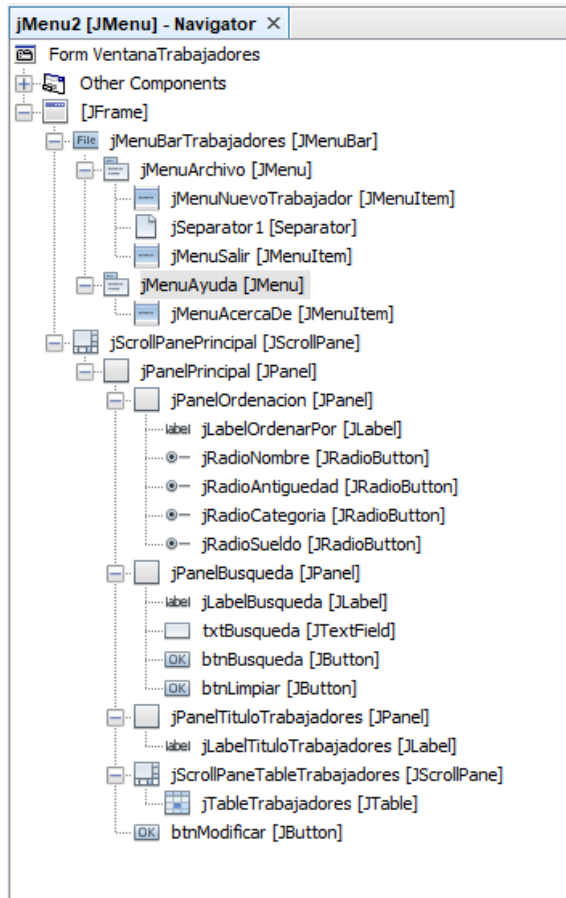 jMenu2 [JMenu] - Navigator ×
Form VentanaTrabajadores
Other Components
[JFrame]
File jMenuBarTrabajadores [JMenuBar]
jMenuArchivo [JMenu]
jMenuNuevoTrabajador [JMenuItem]
jSeparator1 [Separator]
jMenuSalir [JMenuItem]
jMenuAyuda [JMenu]
jMenuAcercaDe [JMenuItem]
jScrollPanePrincipal [JScrollPane]
jPanelPrincipal [JPanel]
jPanelOrdenacion [JPanel]
label jLabelOrdenarPor [JLabel]
jRadioNombre [JRadioButton]
jRadioAntiguedad [JRadioButton]
jRadioCategoria [JRadioButton]
jRadioSueldo [JRadioButton]
jPanelBusqueda [JPanel]
label jLabelBusqueda [JLabel]
txtBusqueda [JTextField]
OK btnBusqueda [JButton]
OK btnLimpiar [JButton]
jPanelTituloTrabajadores [JPanel]
label jLabelTituloTrabajadores [JLabel]
jScrollPaneTableTrabajadores [JScrollPane]
jTableTrabajadores [JTable]
OK btnModificar [JButton]